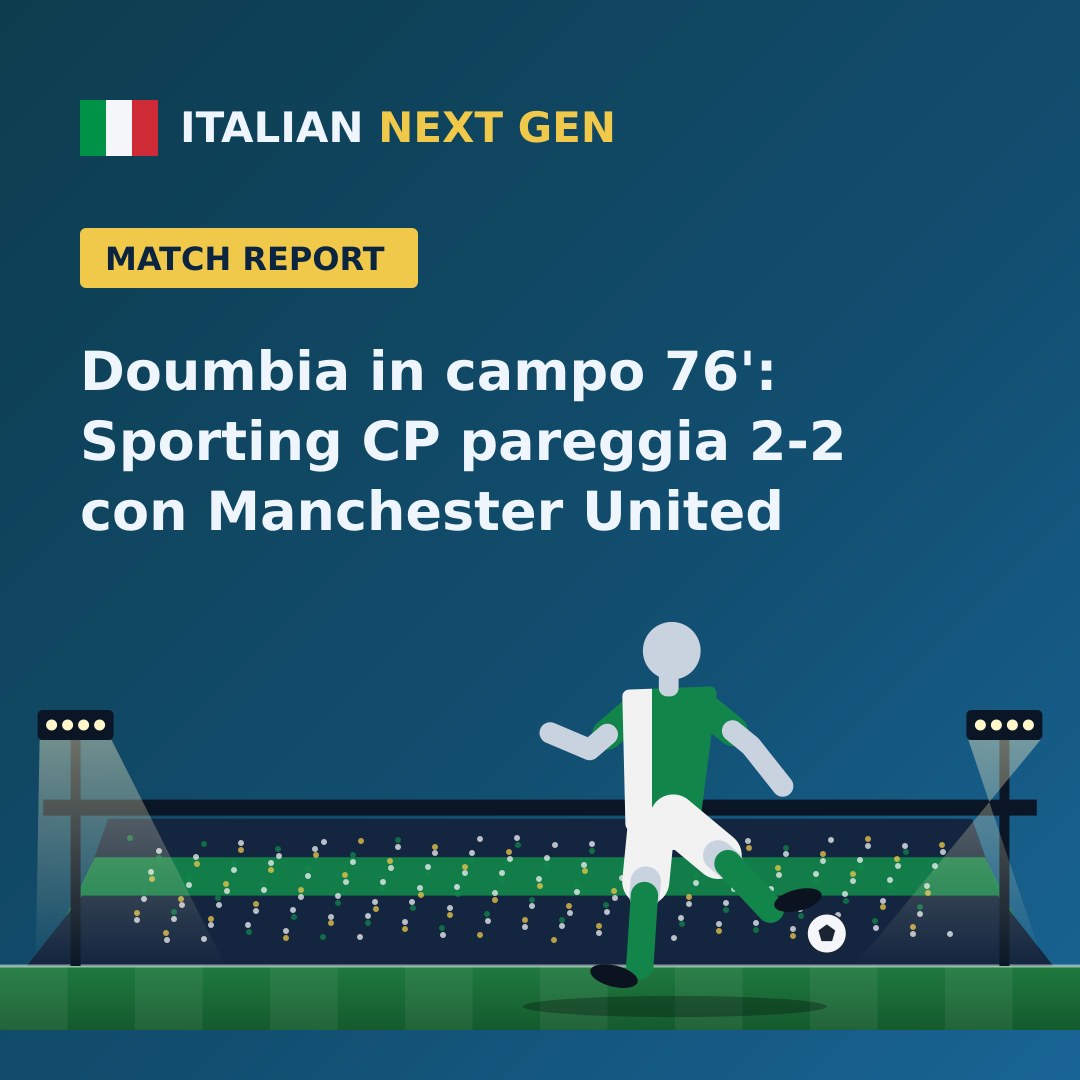 ITALIAN NEXT GEN
MATCH REPORT
Doumbia in campo 76':
Sporting CP pareggia 2-2
con Manchester United